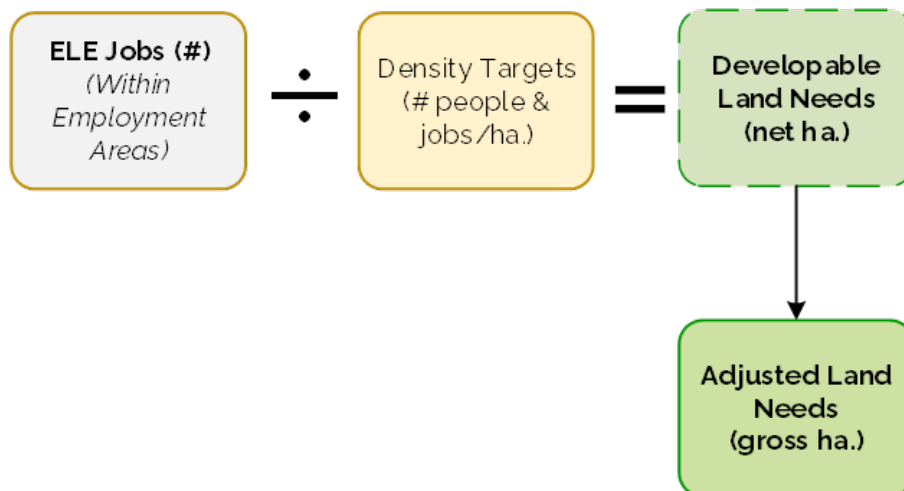 ELE Jobs (#)
(Within
Employment
Areas)
÷
Density Targets
(# people &
jobs/ha.)
=
Developable
Land Needs
(net ha.)
Adjusted Land
Needs
(gross ha.)